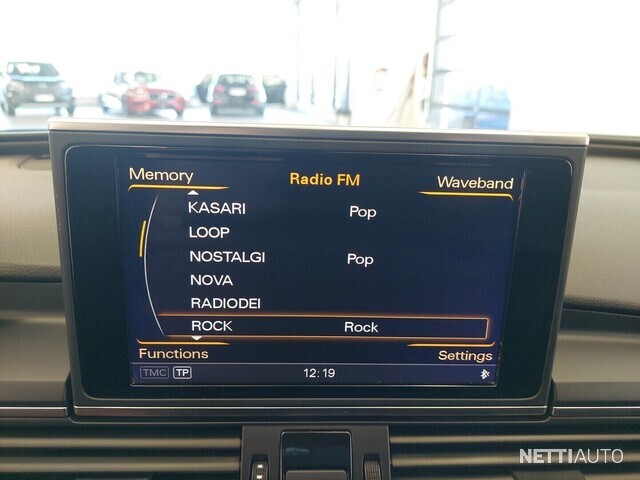 Memory Radio FM Waveband
KASARI Pop
LOOP
NOSTALGI Pop
NOVA
RADIODEI
ROCK Rock
Functions Settings
TMC TP 12:19
NETTIAUTO